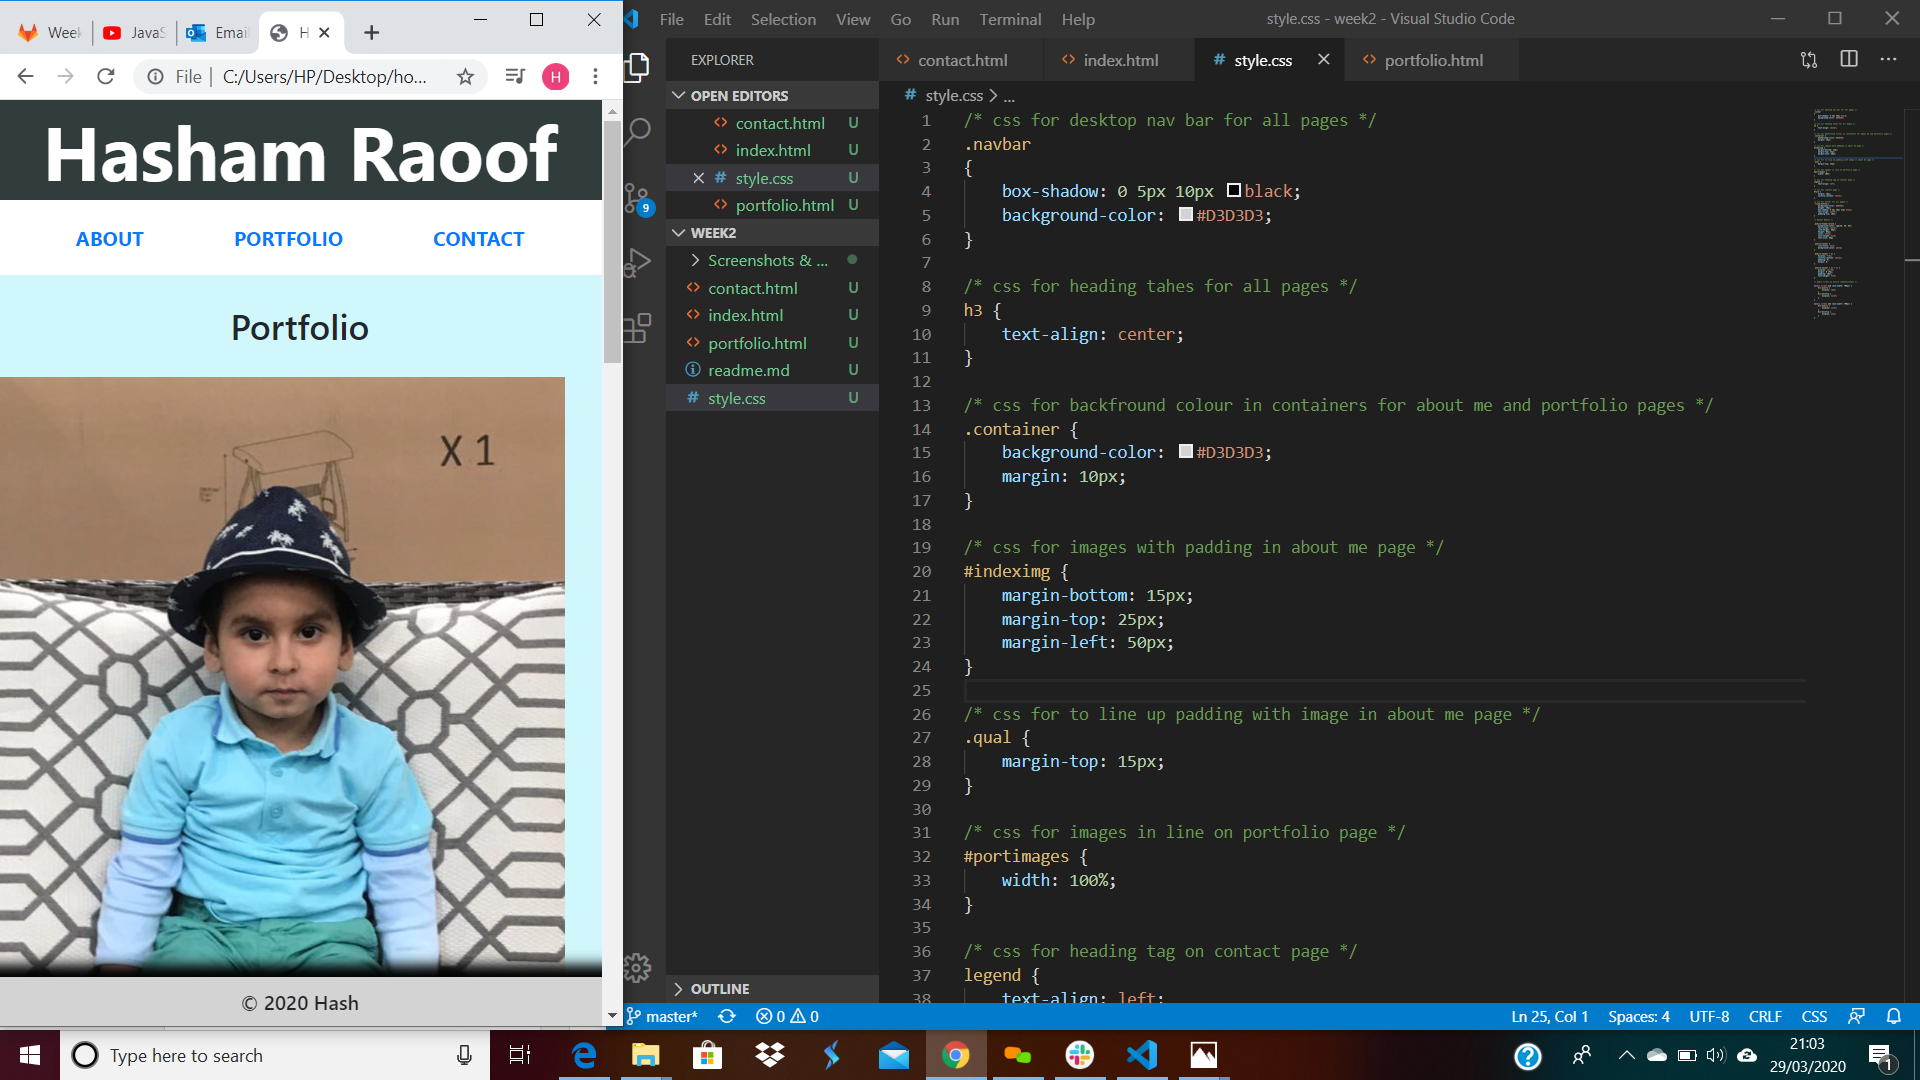 Week
JavaS
Email
H
File
C:/Users/HP/Desktop/ho...
H
Hasham Raoof
ABOUT PORTFOLIO CONTACT
Portfolio
X 1
© 2020 Hash
File Edit Selection View Go Run Terminal Help
style.css - week2 - Visual Studio Code
9
EXPLORER
OPEN EDITORS
contact.html U
index.html U
style.css U
portfolio.html U
WEEK2
Screenshots & ...
contact.html U
index.html U
portfolio.html U
readme.md U
style.css U
OUTLINE
contact.html
index.html
style.css
portfolio.html
style.css > ...
1 /* css for desktop nav bar for all pages */
2 .navbar
3 {
4 box-shadow: 0 5px 10px black;
5 background-color: #D3D3D3;
6 }
7
8 /* css for heading tahes for all pages */
9 h3 {
10 text-align: center;
11 }
12
13 /* css for backfround colour in containers for about me and portfolio pages */
14 .container {
15 background-color: #D3D3D3;
16 margin: 10px;
17 }
18
19 /* css for images with padding in about me page */
20 #indeximg {
21 margin-bottom: 15px;
22 margin-top: 25px;
23 margin-left: 50px;
24 }
25
26 /* css for to line up padding with image in about me page */
27 .qual {
28 margin-top: 15px;
29 }
30
31 /* css for images in line on portfolio page */
32 #portimages {
33 width: 100%;
34 }
35
36 /* css for heading tag on contact page */
37 legend {
38 text-align: left;
master* 0 0
Ln 25, Col 1 Spaces: 4 UTF-8 CRLF CSS
Type here to search
21:03
29/03/2020
1